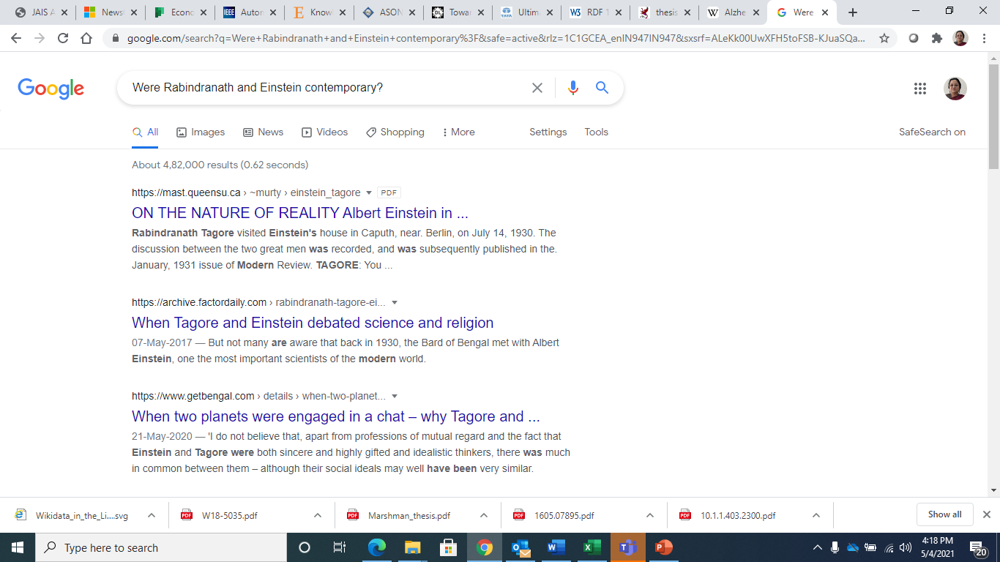 JAIS A
News
Econo
IEEE Autor
Know
ASON
Towar
TATA Ultim
W3 RDF 1
thesis
W Alzhe
Were
google.com/search?q=Were+Rabindranath+and+Einstein+contemporary%3F&safe=active&rlz=1C1GCEA_enIN947IN947&sxsrf=ALeKk00UwXFH5toFSB-KJuaSQa...
Google
Were Rabindranath and Einstein contemporary?
All Images News Videos Shopping More Settings Tools SafeSearch on
About 4,82,000 results (0.62 seconds)
https://mast.queensu.ca › ~murty › einstein_tagore PDF
ON THE NATURE OF REALITY Albert Einstein in ...
Rabindranath Tagore visited Einstein's house in Caputh, near. Berlin, on July 14, 1930. The
discussion between the two great men was recorded, and was subsequently published in the.
January, 1931 issue of Modern Review. TAGORE: You ...
https://archive.factordaily.com › rabindranath-tagore-ei...
When Tagore and Einstein debated science and religion
07-May-2017 — But not many are aware that back in 1930, the Bard of Bengal met with Albert
Einstein, one the most important scientists of the modern world.
https://www.getbengal.com › details › when-two-planet...
When two planets were engaged in a chat – why Tagore and ...
21-May-2020 — 'I do not believe that, apart from professions of mutual regard and the fact that
Einstein and Tagore were both sincere and highly gifted and idealistic thinkers, there was much
in common between them – although their social ideals may well have been very similar.
Wikidata_in_the_Li....svg
PDF W18-5035.pdf
PDF Marshman_thesis.pdf
PDF 1605.07895.pdf
PDF 10.1.1.403.2300.pdf
Show all
Type here to search
4:18 PM
5/4/2021
20